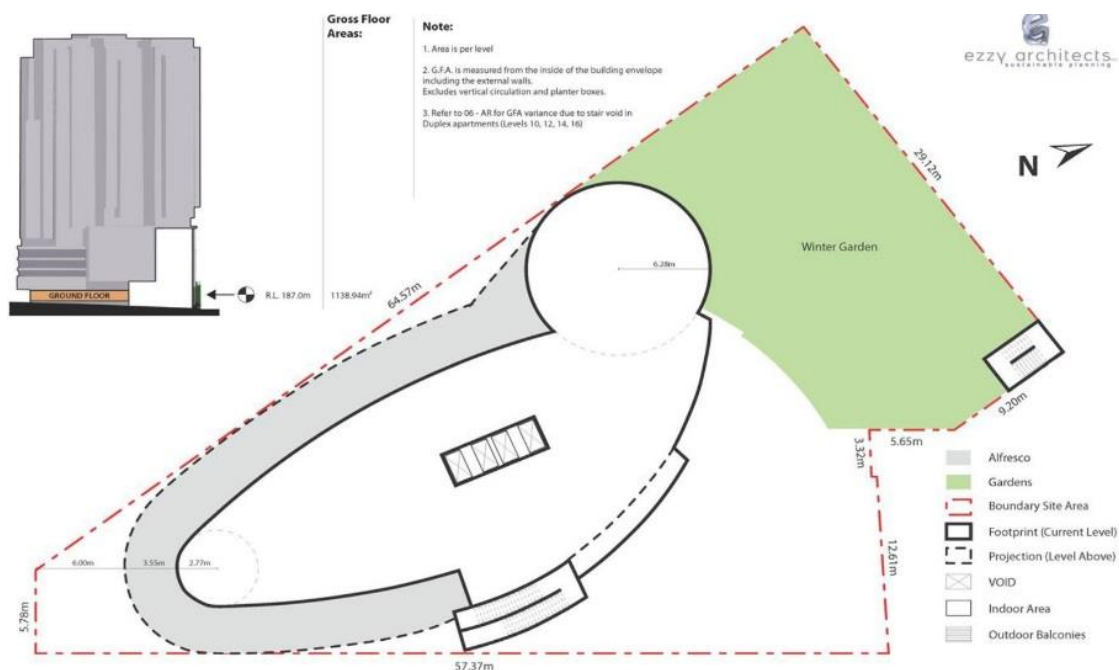 Gross Floor
Areas:
Note:
1. Area is per level
2. G.F.A. is measured from the inside of the building envelope
including the external walls.
Excludes vertical circulation and planter boxes.
3. Refer to 06 - AR for GFA variance due to stair void in
Duplex apartments (Levels 10, 12, 14, 16)
ezzy architects
sustainable planning
N
29.12m
Winter Garden
6.28m
64.57m
GROUND FLOOR
R.L. 187.0m
1138.94m²
9.20m
5.65m
3.32m
12.61m
6.00m
3.55m
2.77m
5.78m
57.37m
Alfresco
Gardens
Boundary Site Area
Footprint (Current Level)
Projection (Level Above)
VOID
Indoor Area
Outdoor Balconies